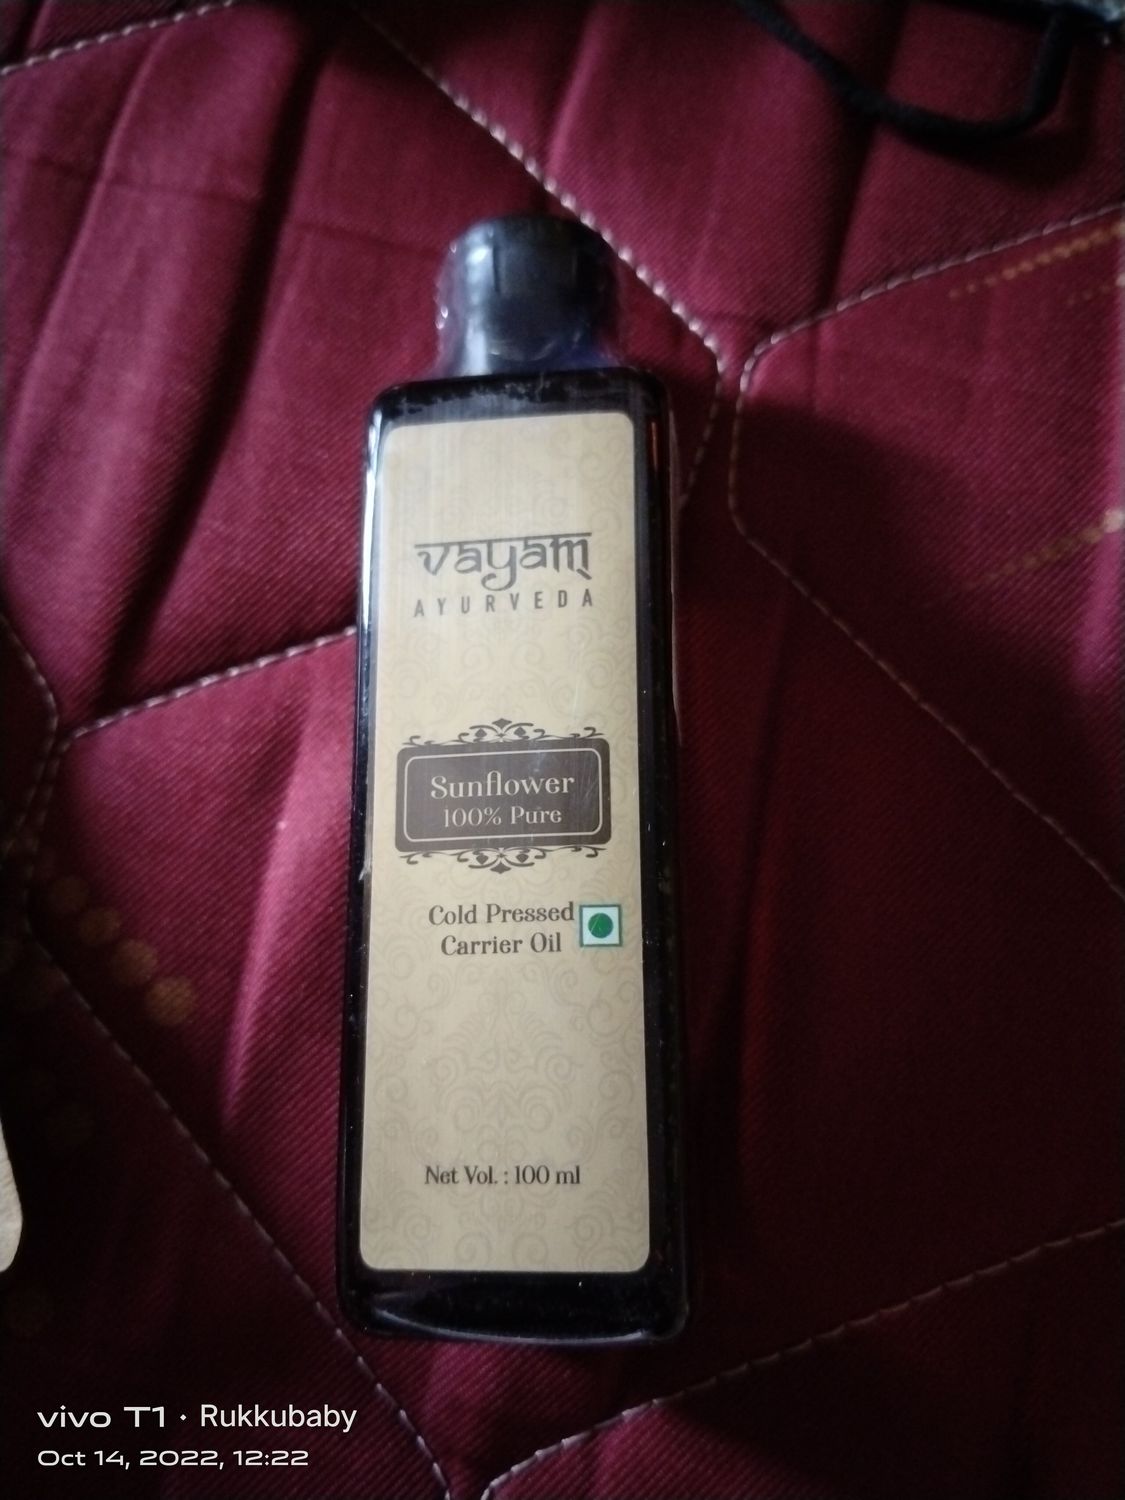 vayam
AYURVEDA
Sunflower
100% Pure
Cold Pressed
Carrier Oil
Net Vol. : 100 ml
vivo T1 · Rukkubaby
Oct 14, 2022, 12:22